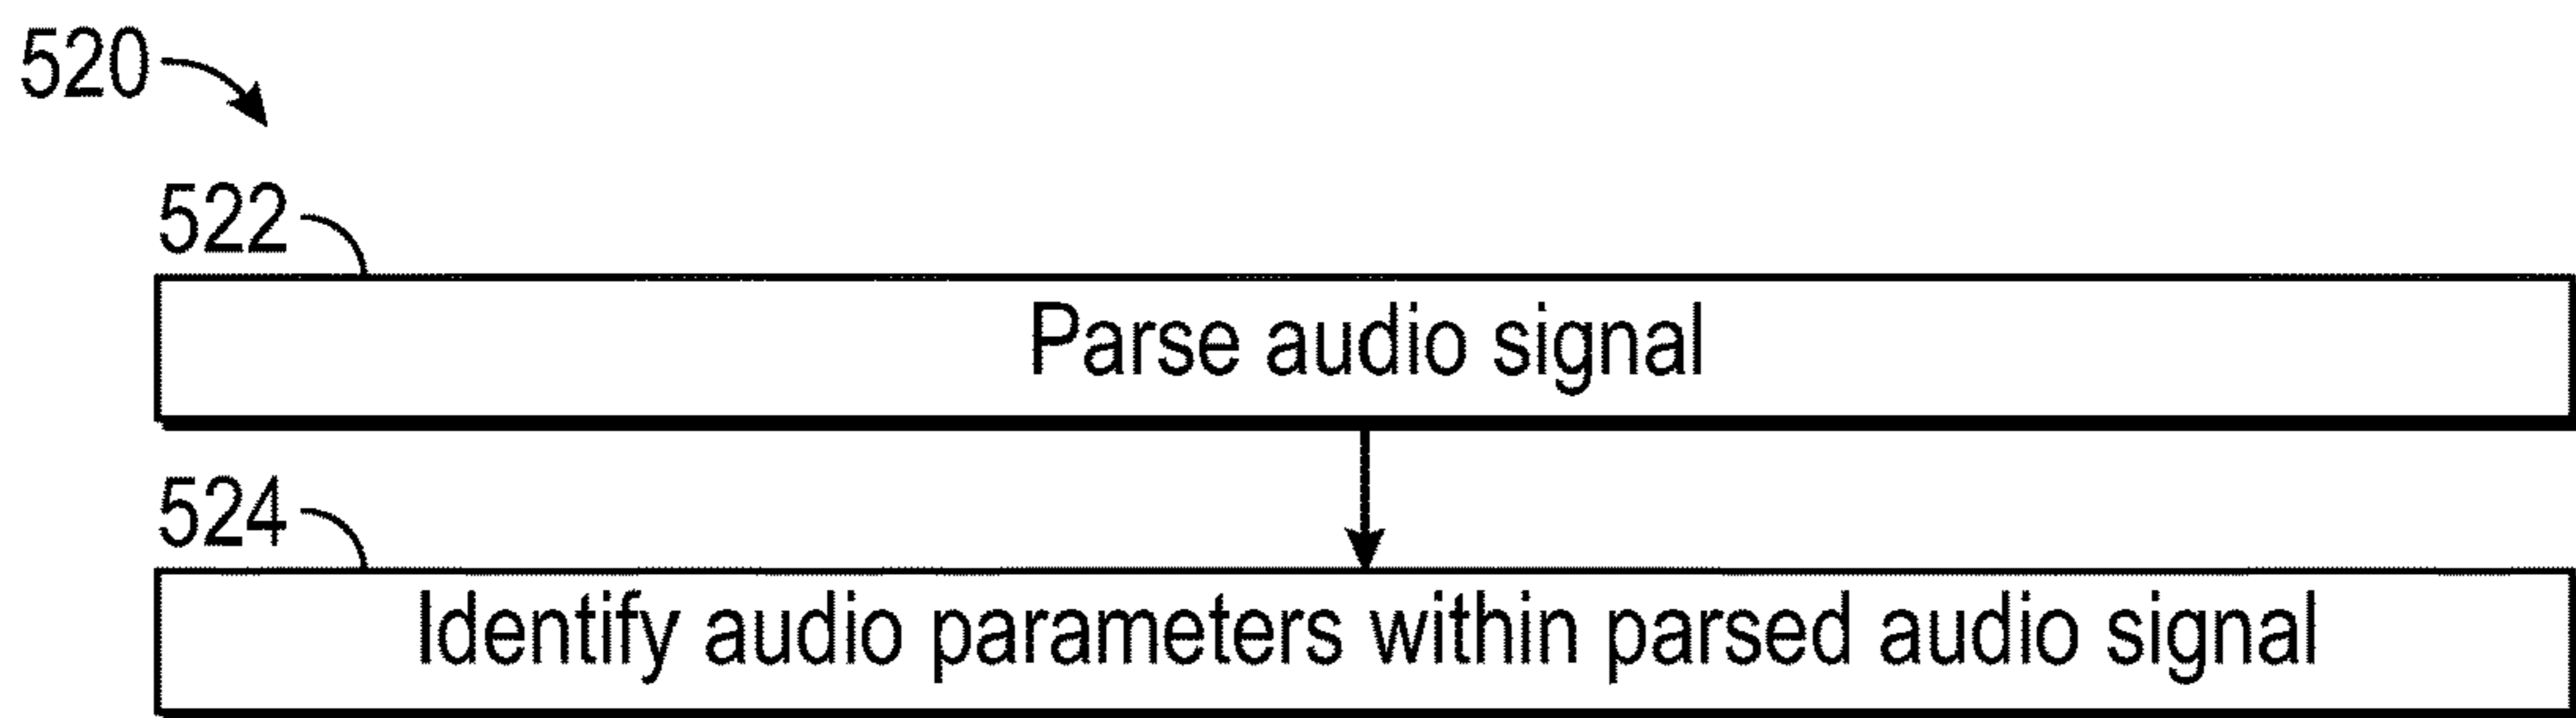 520
522
Parse audio signal
524
Identify audio parameters within parsed audio signal